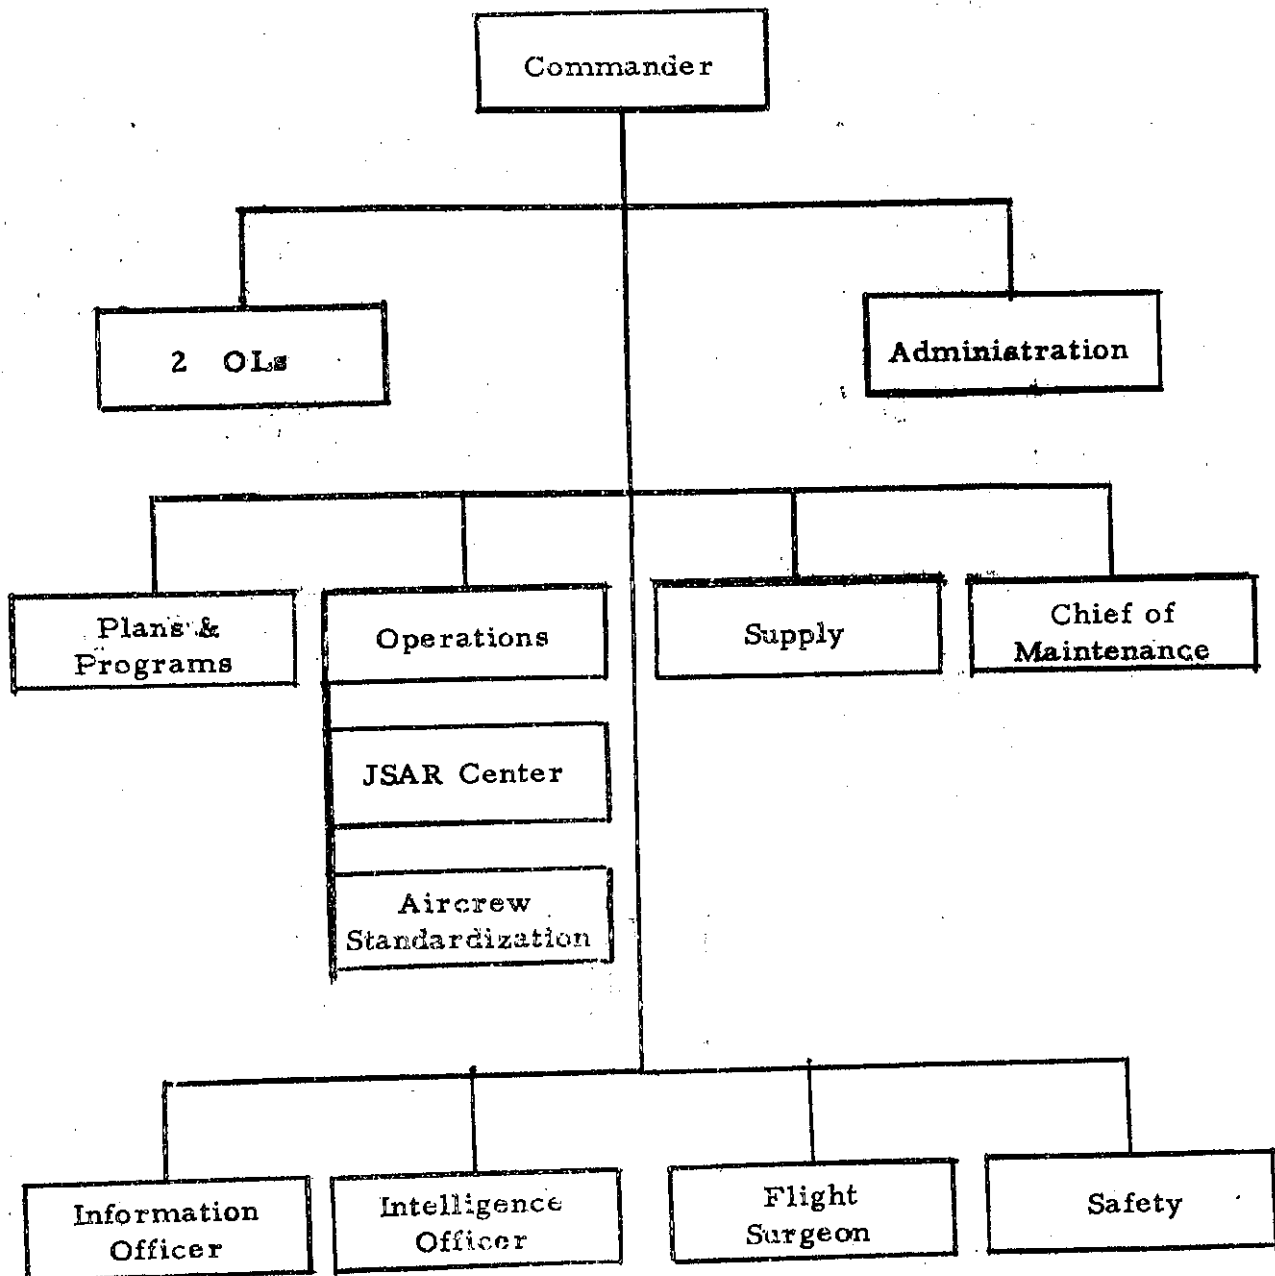 Commander
2 OLs
Administration
Plans &
Programs
Operations
Supply
Chief of
Maintenance
JSAR Center
Aircrew
Standardization
Information
Officer
Intelligence
Officer
Flight
Surgeon
Safety